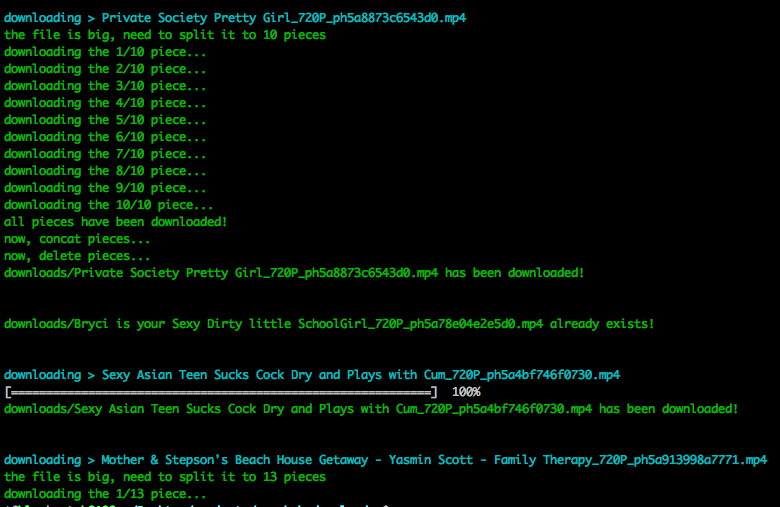 downloading > Private Society Pretty Girl_720P_ph5a8873c6543d0.mp4
the file is big, need to split it to 10 pieces
downloading the 1/10 piece...
downloading the 2/10 piece...
downloading the 3/10 piece...
downloading the 4/10 piece...
downloading the 5/10 piece...
downloading the 6/10 piece...
downloading the 7/10 piece...
downloading the 8/10 piece...
downloading the 9/10 piece...
downloading the 10/10 piece...
all pieces have been downloaded!
now, concat pieces...
now, delete pieces...
downloads/Private Society Pretty Girl_720P_ph5a8873c6543d0.mp4 has been downloaded!
downloads/Bryci is your Sexy Dirty little SchoolGirl_720P_ph5a78e04e2e5d0.mp4 already exists!
downloading > Sexy Asian Teen Sucks Cock Dry and Plays with Cum_720P_ph5a4bf746f0730.mp4
100%
downloads/Sexy Asian Teen Sucks Cock Dry and Plays with Cum_720P_ph5a4bf746f0730.mp4 has been downloaded!
downloading > Mother & Stepson's Beach House Getaway - Yasmin Scott - Family Therapy_720P_ph5a913998a7771.mp4
the file is big, need to split it to 13 pieces
downloading the 1/13 piece...